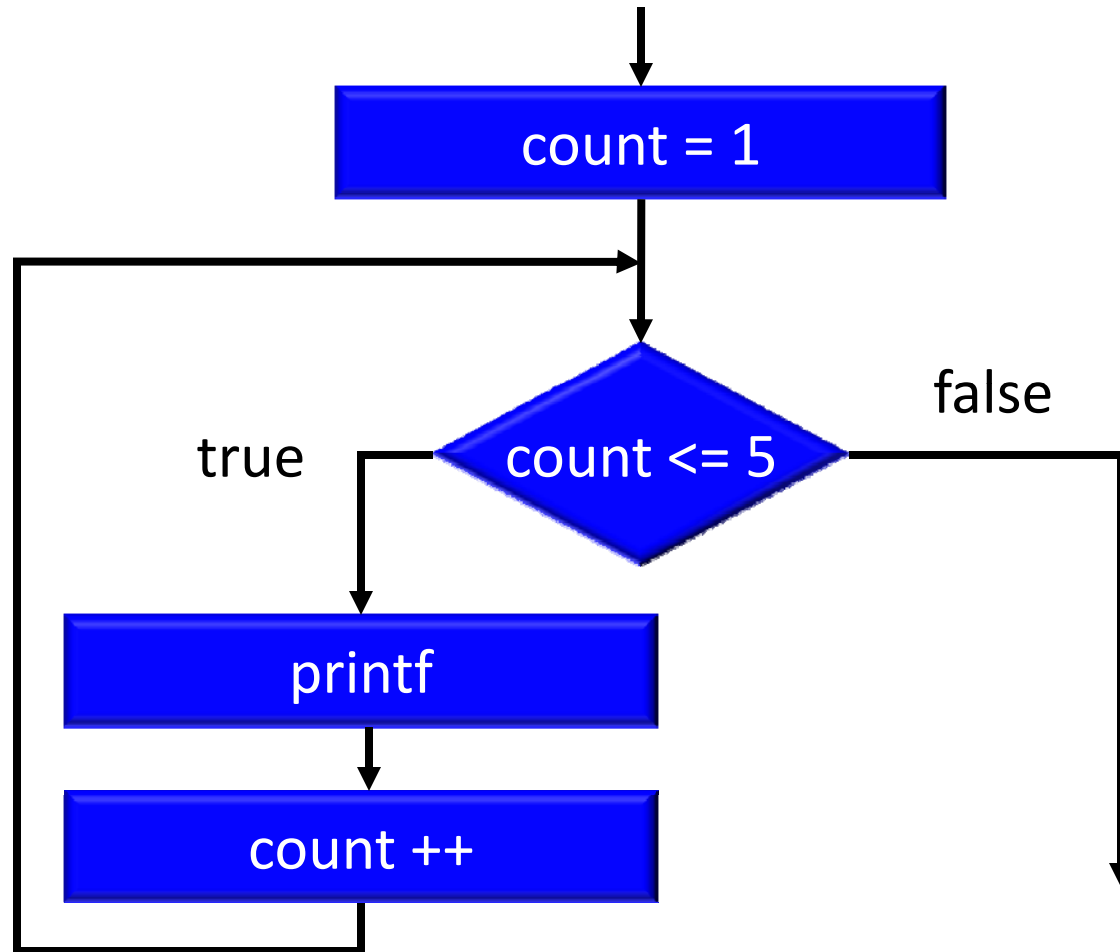 count = 1
false
true
count <= 5
printf
count ++